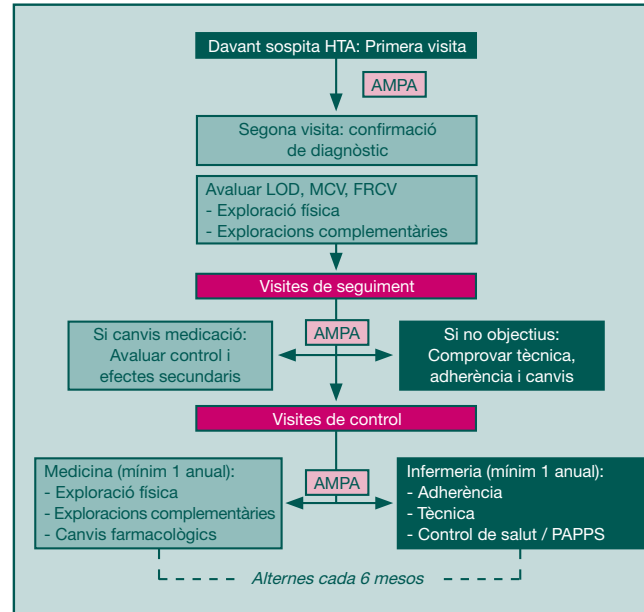 Davant sospita HTA: Primera visita
AMPA
Segona visita: confirmació
de diagnòstic
Avaluar LOD, MCV, FRCV
- Exploració física
- Exploracions complementàries
Visites de seguiment
AMPA
Si canvis medicació:
Avaluar control i
efectes secundaris
Si no objectius:
Comprovar tècnica,
adherència i canvis
Visites de control
AMPA
Medicina (mínim 1 anual):
- Exploració física
- Exploracions complementàries
- Canvis farmacològics
Infermeria (mínim 1 anual):
- Adherència
- Tècnica
- Control de salut / PAPPS
Alternes cada 6 mesos